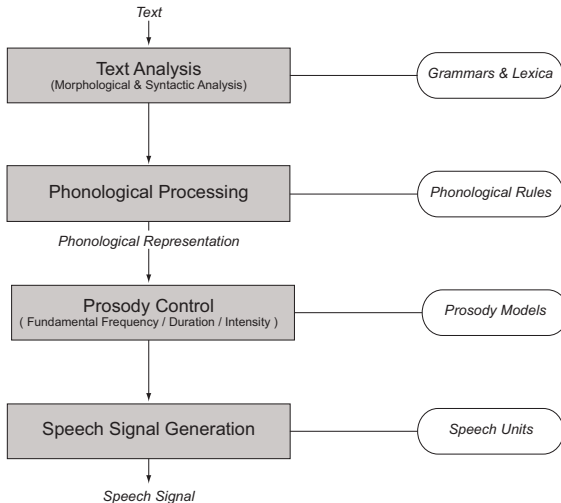 Text
Text Analysis
(Morphological & Syntactic Analysis)
Grammars & Lexica
Phonological Processing
Phonological Rules
Phonological Representation
Prosody Control
( Fundamental Frequency / Duration / Intensity )
Prosody Models
Speech Signal Generation
Speech Units
Speech Signal